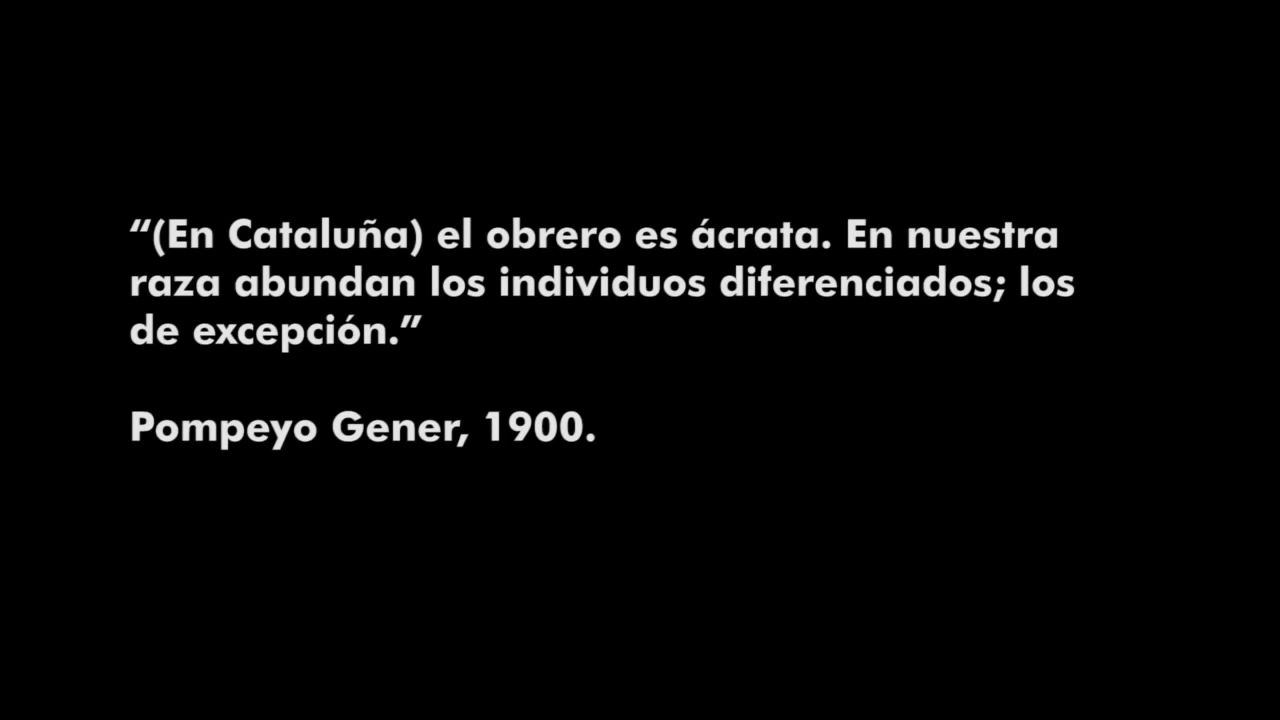 “(En Cataluña) el obrero es ácrata. En nuestra
raza abundan los individuos diferenciados; los
de excepción.”
Pompeyo Gener, 1900.